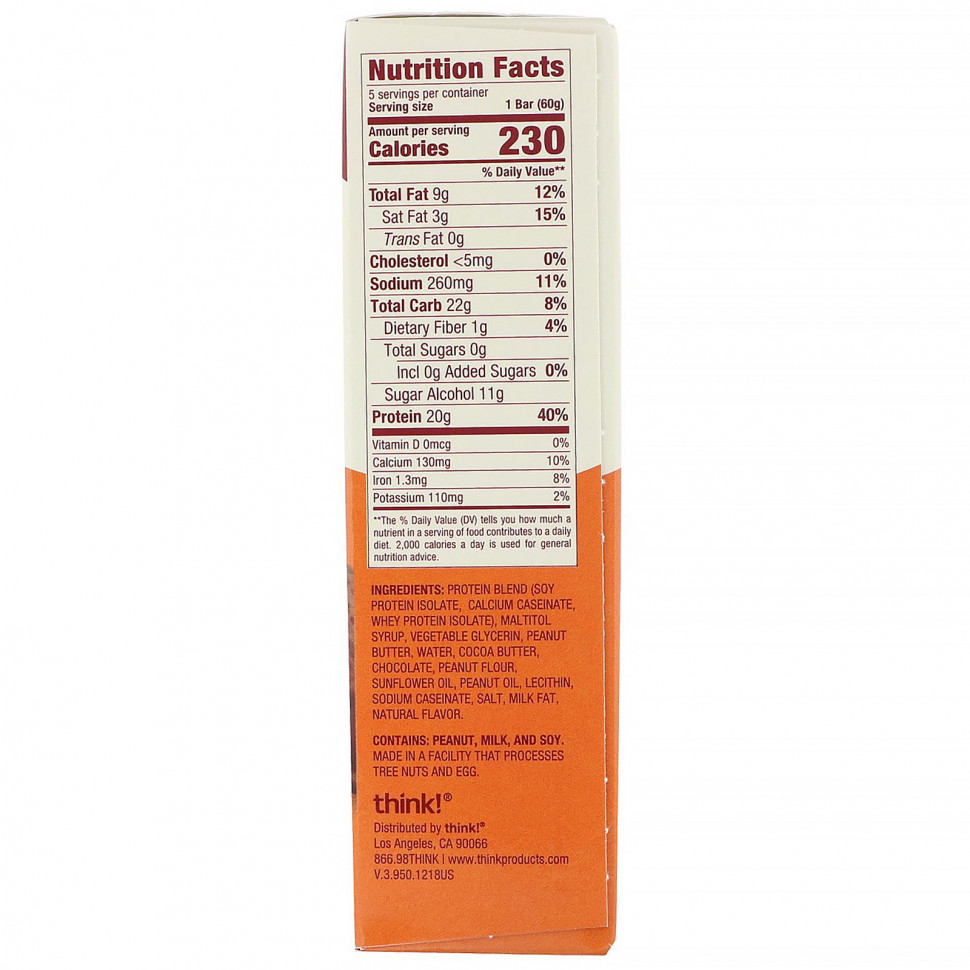 Nutrition Facts
5 servings per container
Serving size 1 Bar (60g)
Amount per serving
Calories 230
% Daily Value**
Total Fat 9g 12%
Sat Fat 3g 15%
Trans Fat 0g
Cholesterol <5mg 0%
Sodium 260mg 11%
Total Carb 22g 8%
Dietary Fiber 1g 4%
Total Sugars 0g
Incl 0g Added Sugars 0%
Sugar Alcohol 11g
Protein 20g 40%
Vitamin D 0mcg 0%
Calcium 130mg 10%
Iron 1.3mg 8%
Potassium 110mg 2%
**The % Daily Value (DV) tells you how much a
nutrient in a serving of food contributes to a daily
diet. 2,000 calories a day is used for general
nutrition advice.
INGREDIENTS: PROTEIN BLEND (SOY
PROTEIN ISOLATE, CALCIUM CASEINATE,
WHEY PROTEIN ISOLATE), MALTITOL
SYRUP, VEGETABLE GLYCERIN, PEANUT
BUTTER, WATER, COCOA BUTTER,
CHOCOLATE, PEANUT FLOUR,
SUNFLOWER OIL, PEANUT OIL, LECITHIN,
SODIUM CASEINATE, SALT, MILK FAT,
NATURAL FLAVOR.
CONTAINS: PEANUT, MILK, AND SOY.
MADE IN A FACILITY THAT PROCESSES
TREE NUTS AND EGG.
think!®
Distributed by think!®
Los Angeles, CA 90066
866.98THINK | www.thinkproducts.com
V.3.950.1218US